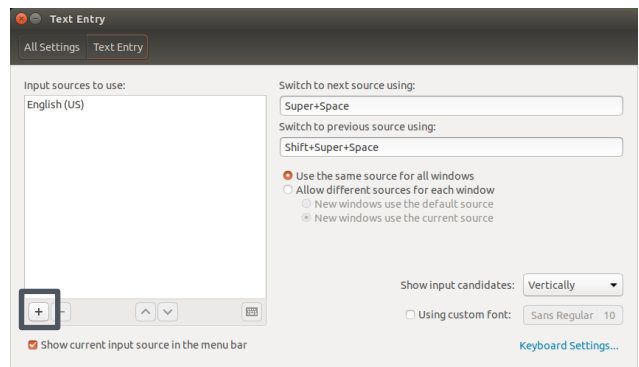 Text Entry
All Settings Text Entry
Input sources to use:
English (US)
Switch to next source using:
Super+Space
Switch to previous source using:
Shift+Super+Space
Use the same source for all windows
Allow different sources for each window
New windows use the default source
New windows use the current source
Show input candidates: Vertically
+ -
Using custom font: Sans Regular 10
Show current input source in the menu bar
Keyboard Settings...